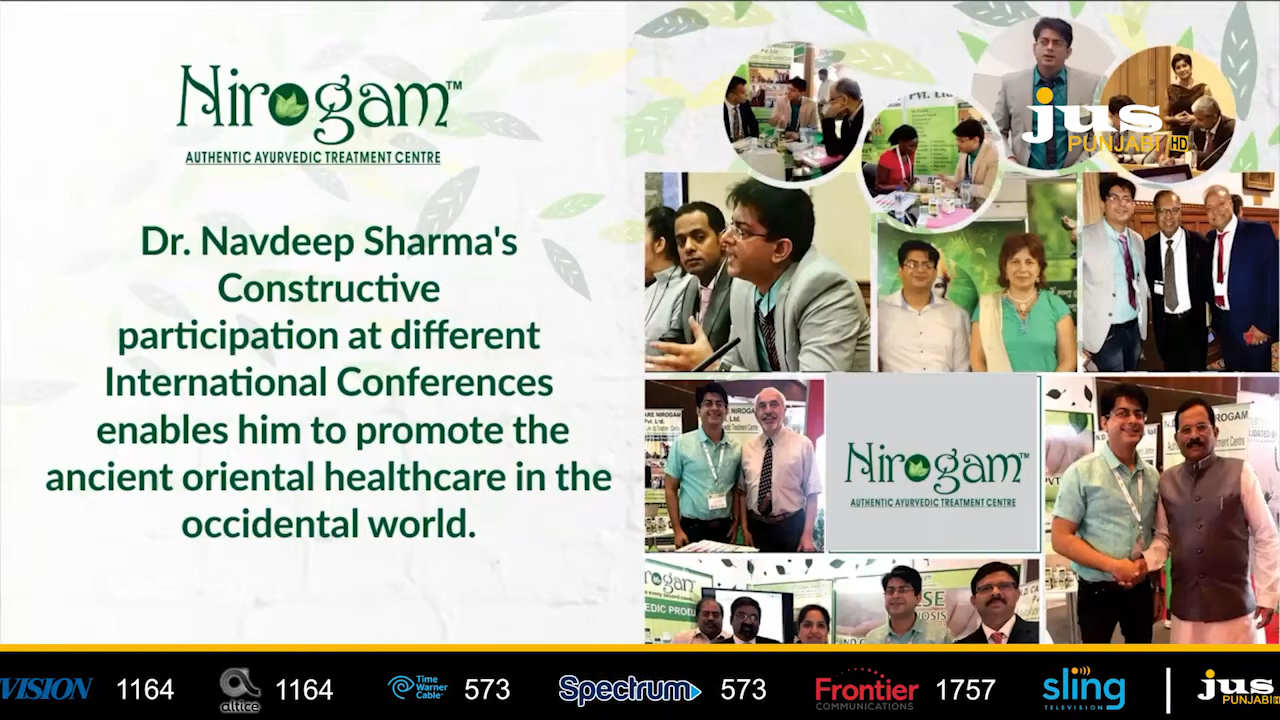 Nirogam™
AUTHENTIC AYURVEDIC TREATMENT CENTRE
Dr. Navdeep Sharma's
Constructive
participation at different
International Conferences
enables him to promote the
ancient oriental healthcare in the
occidental world.
jus
PUNJABI HD
PVT. Ltd
Nirogam™
AUTHENTIC AYURVEDIC TREATMENT CENTRE
VISION 1164
altice 1164
Time
Warner
Cable 573
Spectrum 573
Frontier
COMMUNICATIONS 1757
sling
TELEVISION
jus
PUNJABI